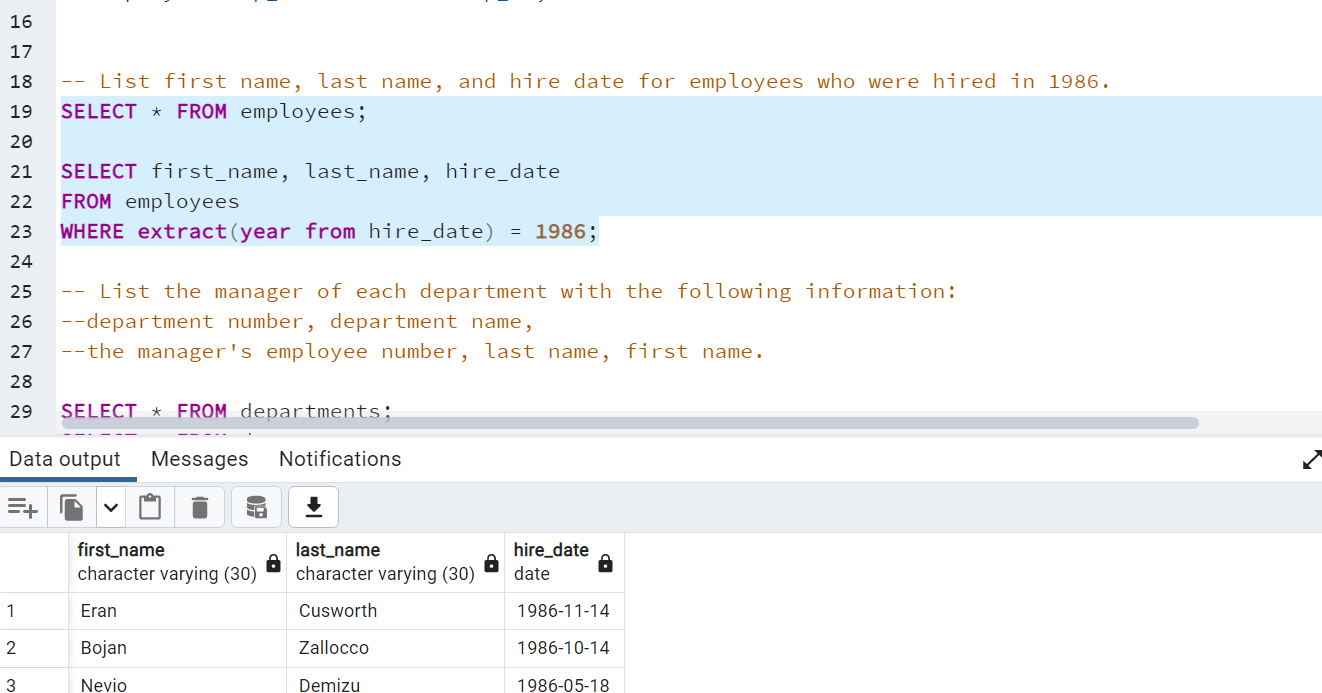 16
17
18 -- List first name, last name, and hire date for employees who were hired in 1986.
19 SELECT * FROM employees;
20
21 SELECT first_name, last_name, hire_date
22 FROM employees
23 WHERE extract(year from hire_date) = 1986;
24
25 -- List the manager of each department with the following information:
26 --department number, department name,
27 --the manager's employee number, last name, first name.
28
29 SELECT * FROM departments;
Data output Messages Notifications
first_name last_name hire_date
character varying (30) character varying (30) date
1 Eran Cusworth 1986-11-14
2 Bojan Zallocco 1986-10-14
3 Nevio Demizu 1986-05-18